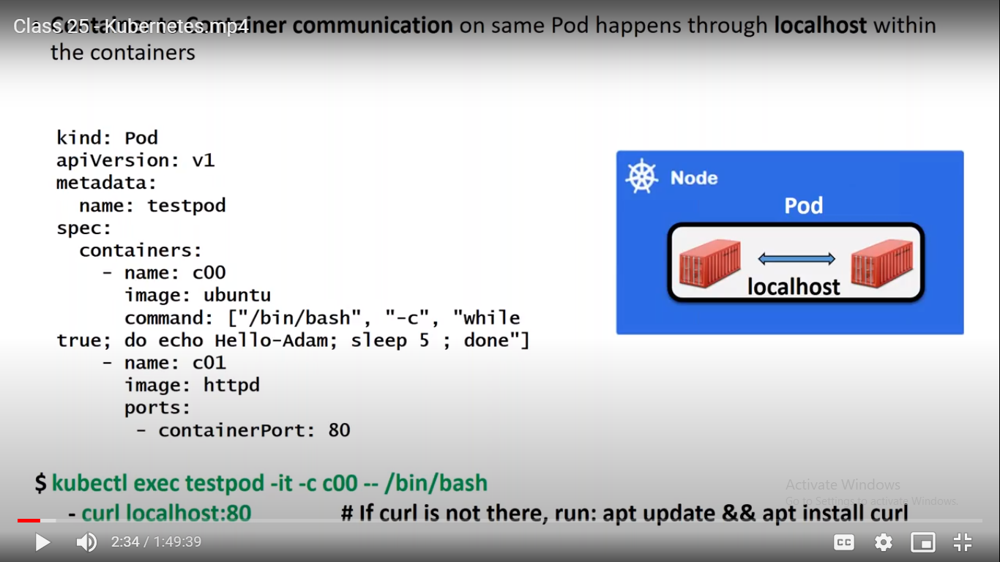 Class 25 - Kubernetes.mp4
Container to Container communication on same Pod happens through localhost within
the containers
kind: Pod
apiVersion: v1
metadata:
  name: testpod
spec:
  containers:
    - name: c00
      image: ubuntu
      command: ["/bin/bash", "-c", "while
true; do echo Hello-Adam; sleep 5 ; done"]
    - name: c01
      image: httpd
      ports:
       - containerPort: 80
Node
Pod
localhost
$ kubectl exec testpod -it -c c00 -- /bin/bash
- curl localhost:80 # If curl is not there, run: apt update && apt install curl
Activate Windows
Go to Settings to activate Windows.
2:34 / 1:49:39
CC